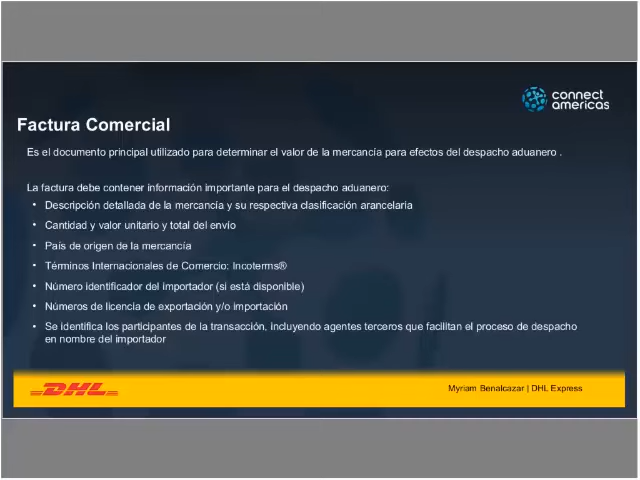 connect
americas
Factura Comercial
Es el documento principal utilizado para determinar el valor de la mercancía para efectos del despacho aduanero .
La factura debe contener información importante para el despacho aduanero:
• Descripción detallada de la mercancía y su respectiva clasificación arancelaria
• Cantidad y valor unitario y total del envío
• País de origen de la mercancía
• Términos Internacionales de Comercio: Incoterms®
• Número identificador del importador (si está disponible)
• Números de licencia de exportación y/o importación
• Se identifica los participantes de la transacción, incluyendo agentes terceros que facilitan el proceso de despacho
en nombre del importador
DHL
Myriam Benalcazar | DHL Express